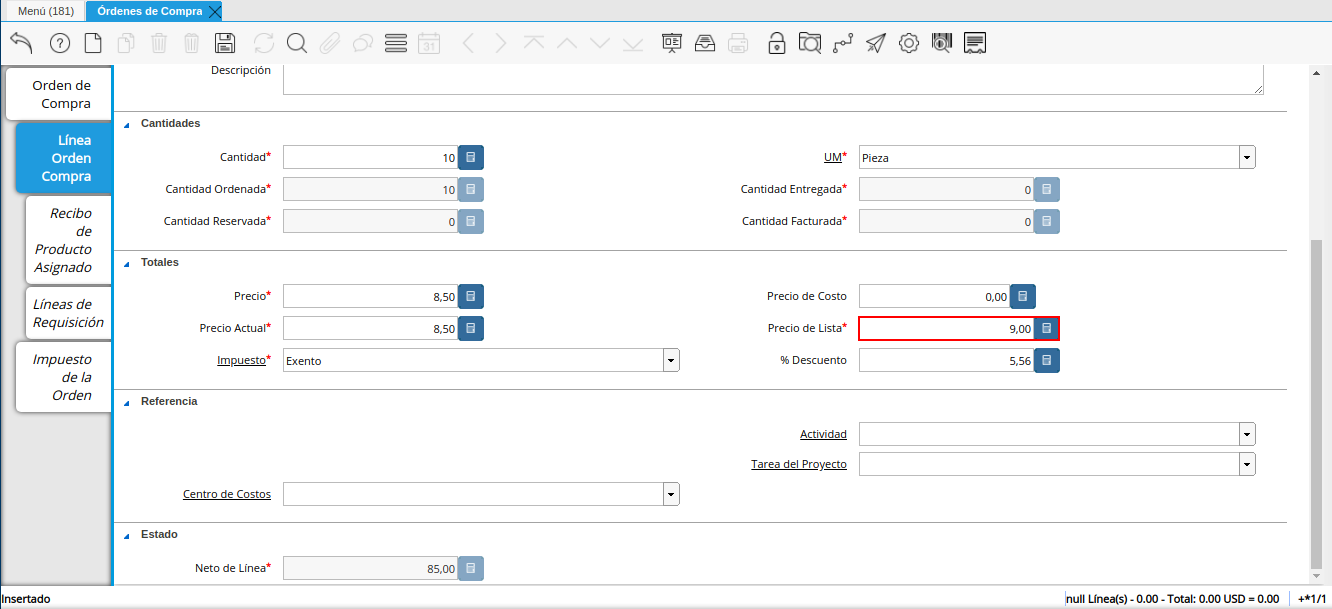 Menú (181)
Órdenes de Compra
31
Orden de
Compra
Línea
Orden
Compra
Recibo
de
Producto
Asignado
Líneas de
Requisición
Impuesto
de la
Orden
Descripción
Cantidades
Cantidad* 10
UM* Pieza
Cantidad Ordenada* 10
Cantidad Entregada* 0
Cantidad Reservada* 0
Cantidad Facturada* 0
Totales
Precio* 8,50
Precio de Costo 0,00
Precio Actual* 8,50
Precio de Lista* 9,00
Impuesto* Exento
% Descuento 5,56
Referencia
Actividad
Tarea del Proyecto
Centro de Costos
Estado
Neto de Línea* 85,00
Insertado
null Línea(s) - 0.00 - Total: 0.00 USD = 0.00
+*1/1